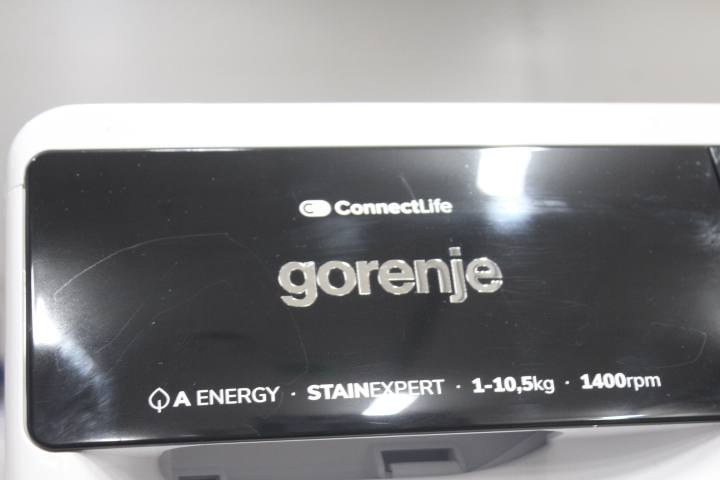 ConnectLife
gorenje
A ENERGY · STAINEXPERT · 1-10,5kg · 1400rpm